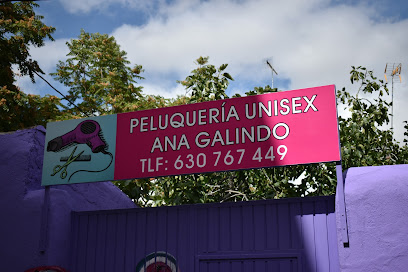 PELUQUERÍA UNISEX
ANA GALINDO
TLF: 630 767 449